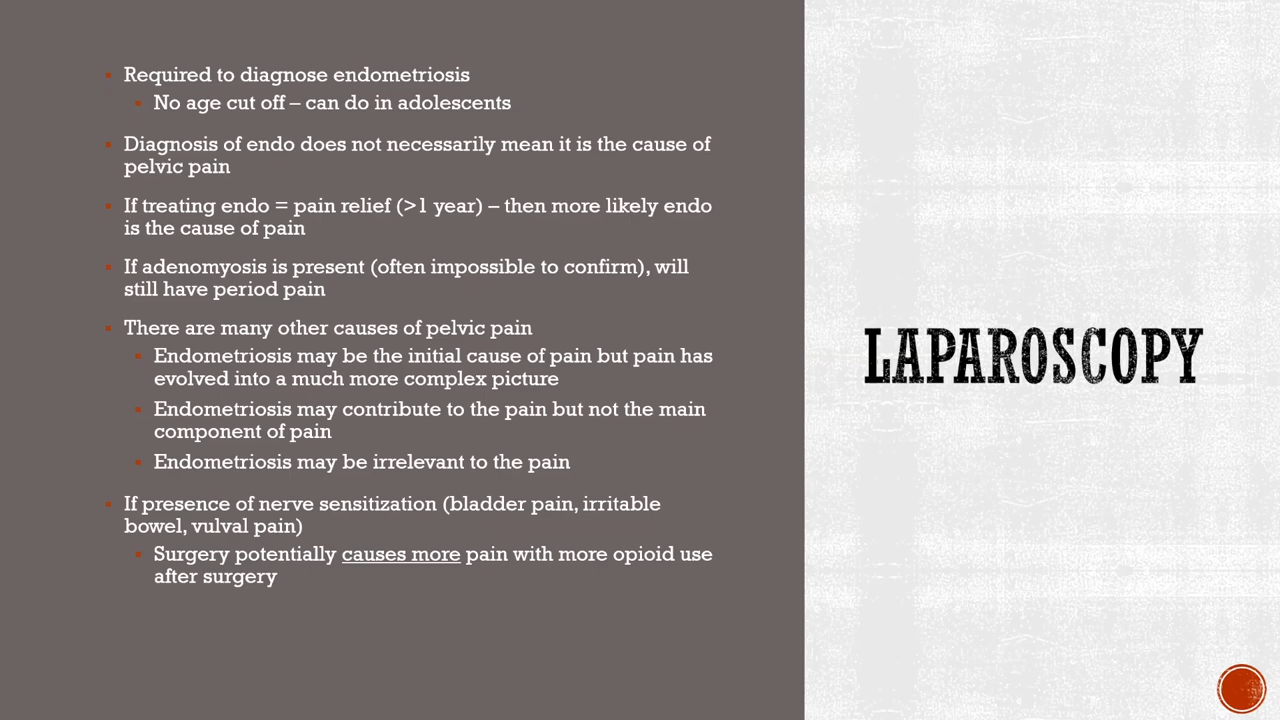 Required to diagnose endometriosis
No age cut off – can do in adolescents
Diagnosis of endo does not necessarily mean it is the cause of
pelvic pain
If treating endo = pain relief (>1 year) – then more likely endo
is the cause of pain
If adenomyosis is present (often impossible to confirm), will
still have period pain
There are many other causes of pelvic pain
Endometriosis may be the initial cause of pain but pain has
evolved into a much more complex picture
Endometriosis may contribute to the pain but not the main
component of pain
Endometriosis may be irrelevant to the pain
If presence of nerve sensitization (bladder pain, irritable
bowel, vulval pain)
Surgery potentially causes more pain with more opioid use
after surgery
LAPAROSCOPY